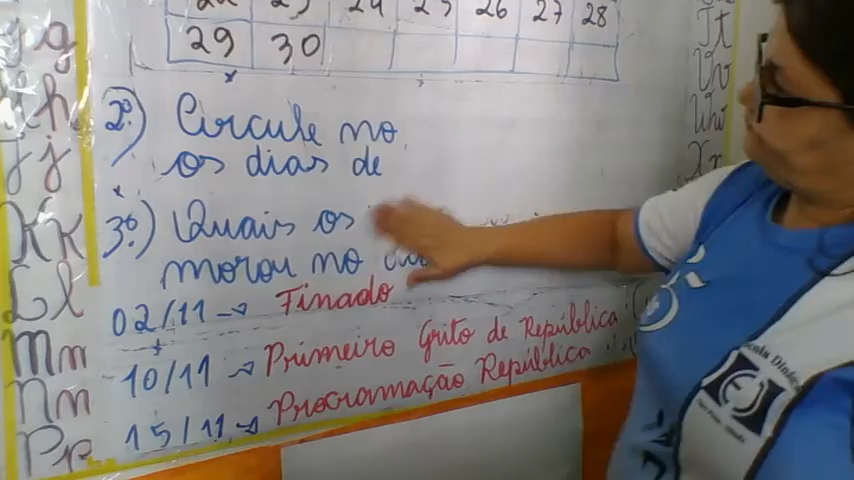 25 26 27 28
29 30
2º) Circule no
os dias de
3º) Quais os
morou no
02/11 → Finado
10/11 → Primeiro Grito de República
15/11 → Procramação República
g
h
j
K K
L l
M m
N n
P p
T t
V v
W w
X x